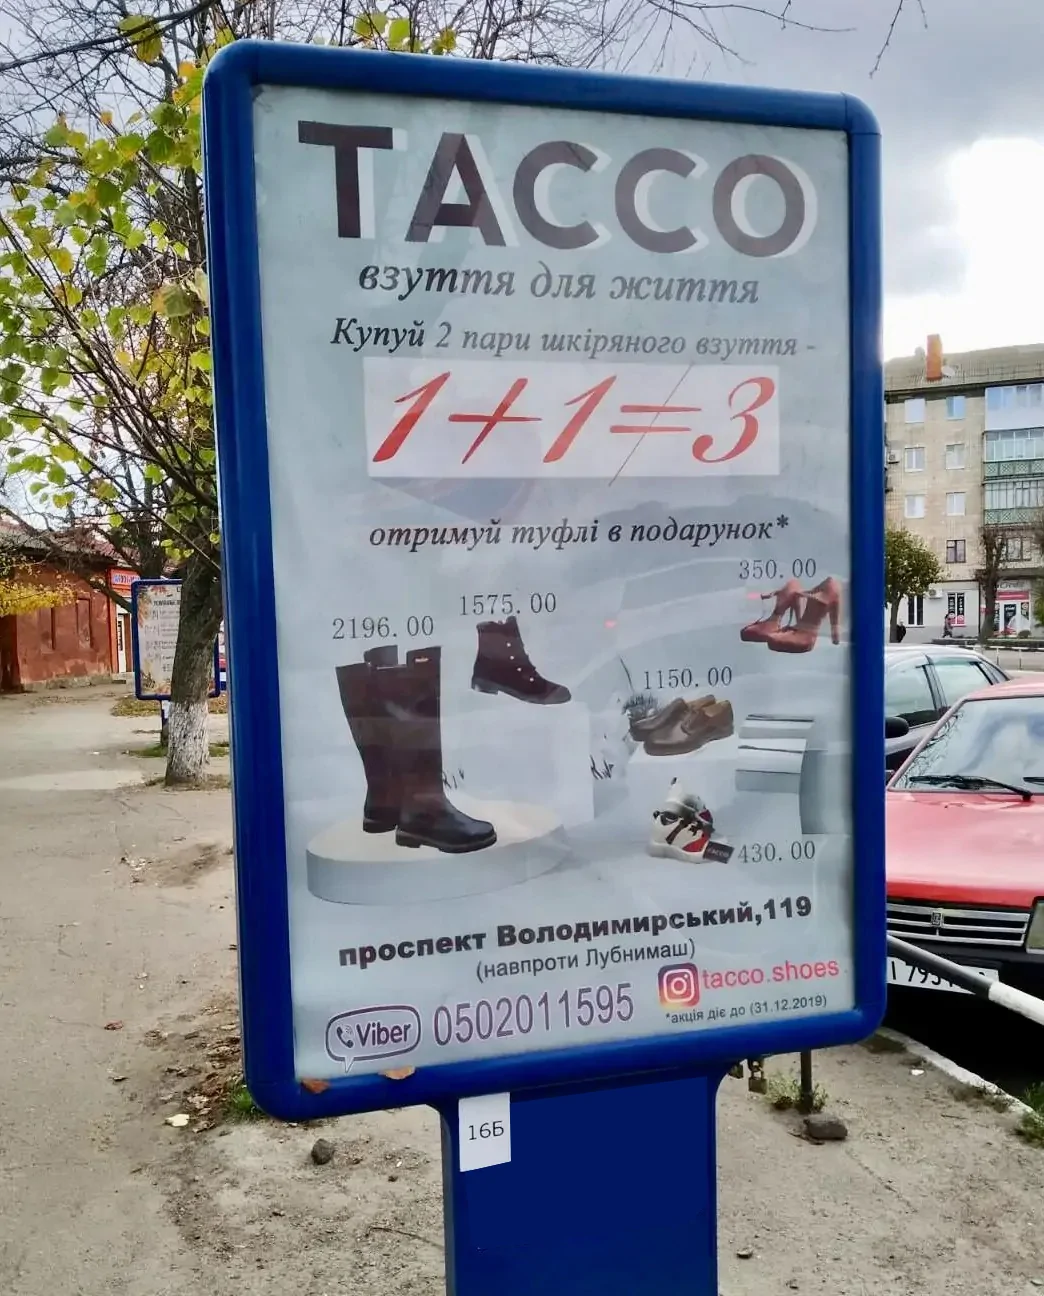 TACCO
взуття для життя
Купуй 2 пари шкіряного взуття -
1+1=3
отримуй туфлі в подарунок*
350.00
1575.00
2196.00
1150.00
430.00
проспект Володимирський,119
(навпроти Лубнимаш)
tacco.shoes
Viber 0502011595
*акція діє до (31.12.2019)
16Б